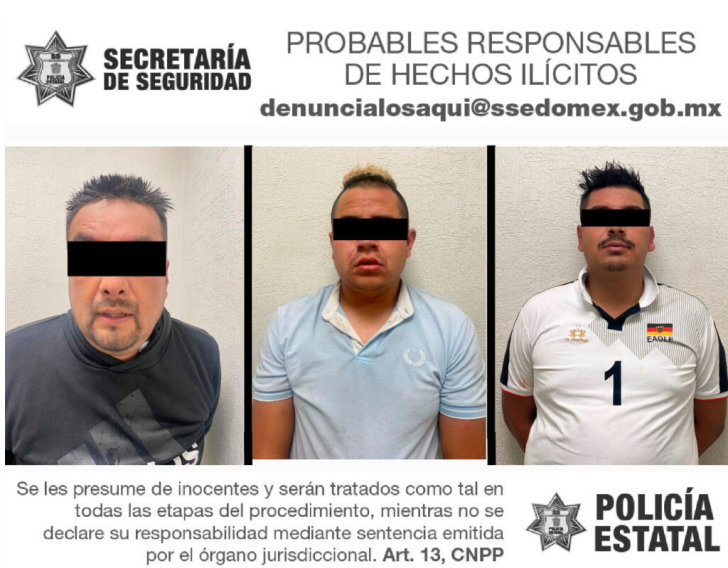 SECRETARÍA
DE SEGURIDAD
PROBABLES RESPONSABLES
DE HECHOS ILÍCITOS
denuncialosaqui@ssedomex.gob.mx
EAGLE
1
Se les presume de inocentes y serán tratados como tal en
todas las etapas del procedimiento, mientras no se
declare su responsabilidad mediante sentencia emitida
por el órgano jurisdiccional. Art. 13, CNPP
POLICÍA
ESTATAL